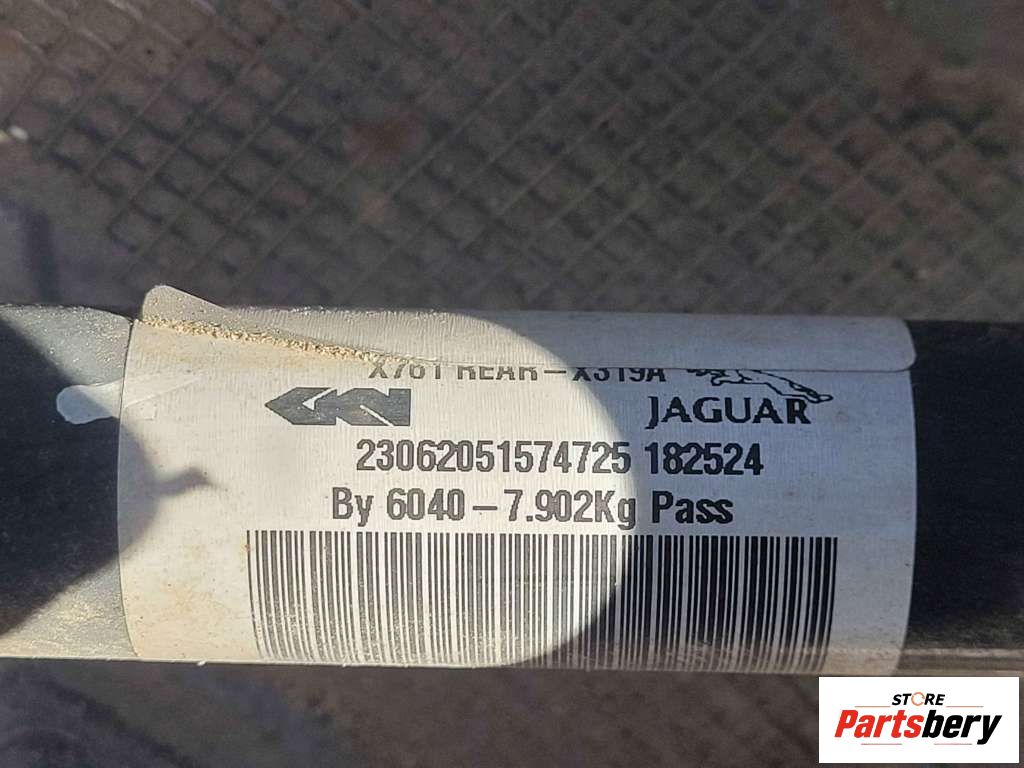 X761 REAR – X319A
GKN
JAGUAR
23062051574725 182524
By 6040 – 7.902Kg Pass
STORE
Partsbery